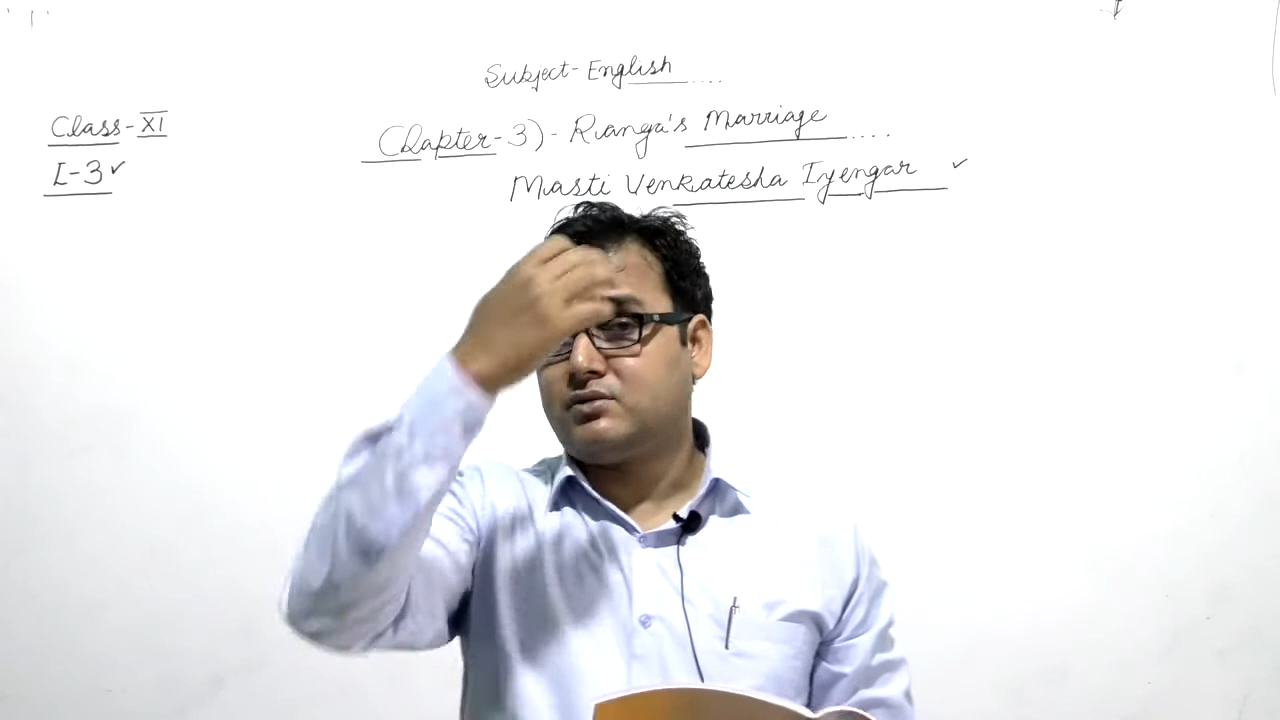 Subject- English ....
Class- XI
L-3 ✓
Chapter- 3)- Ranga's Marriage ....
Masti Venkatesha Iyengar ✓